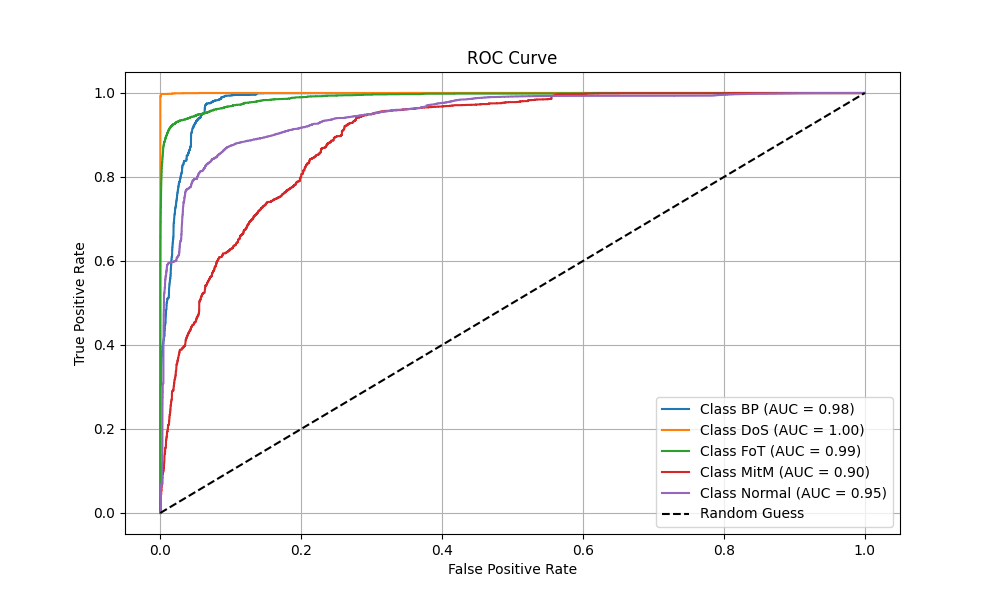 ROC Curve
True Positive Rate
1.0
0.8
0.6
0.4
0.2
0.0
Class BP (AUC = 0.98)
Class DoS (AUC = 1.00)
Class FoT (AUC = 0.99)
Class MitM (AUC = 0.90)
Class Normal (AUC = 0.95)
Random Guess
0.0 0.2 0.4 0.6 0.8 1.0
False Positive Rate